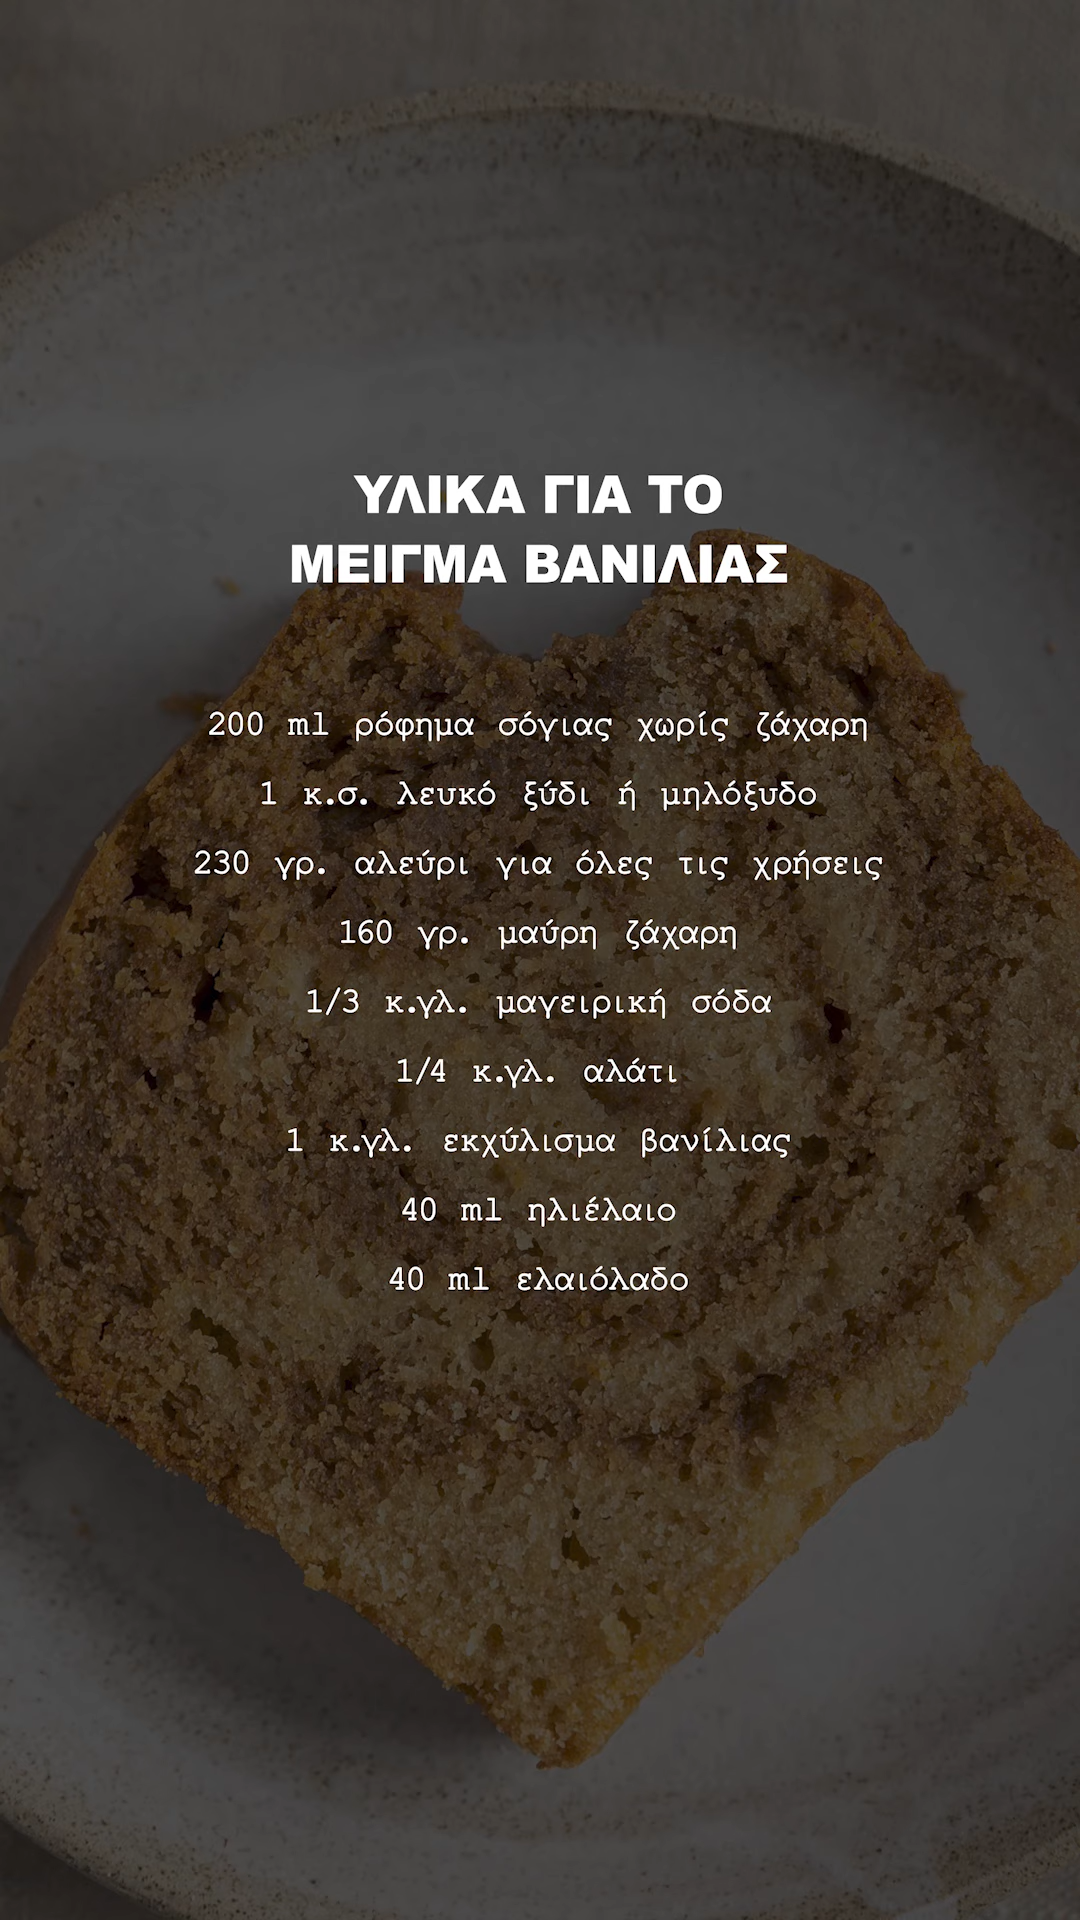 ΥΛΙΚΑ ΓΙΑ ΤΟ
ΜΕΙΓΜΑ ΒΑΝΙΛΙΑΣ
200 ml ρόφημα σόγιας χωρίς ζάχαρη
1 κ.σ. λευκό ξύδι ή μηλόξυδο
230 γρ. αλεύρι για όλες τις χρήσεις
160 γρ. μαύρη ζάχαρη
1/3 κ.γλ. μαγειρική σόδα
1/4 κ.γλ. αλάτι
1 κ.γλ. εκχύλισμα βανίλιας
40 ml ηλιέλαιο
40 ml ελαιόλαδο